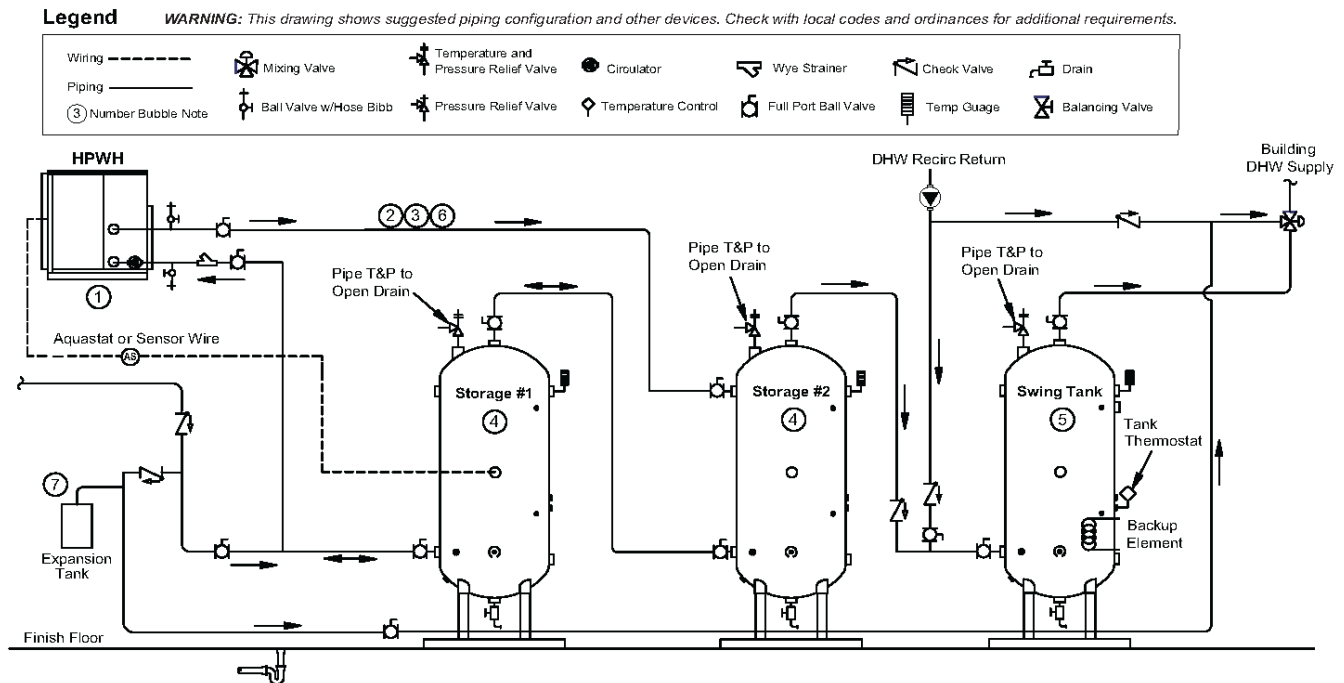 Legend
WARNING: This drawing shows suggested piping configuration and other devices. Check with local codes and ordinances for additional requirements.
Wiring
Piping
3 Number Bubble Note
Mixing Valve
Ball Valve w/Hose Bibb
Temperature and
Pressure Relief Valve
Pressure Relief Valve
Circulator
Temperature Control
Wye Strainer
Full Port Ball Valve
Check Valve
Temp Guage
Drain
Balancing Valve
HPWH
1
2 3 6
Aquastat or Sensor Wire
AS
Pipe T&P to
Open Drain
Storage #1
4
Pipe T&P to
Open Drain
Storage #2
4
DHW Recirc Return
Building
DHW Supply
Pipe T&P to
Open Drain
Swing Tank
5
Tank
Thermostat
Backup
Element
7
Expansion
Tank
Finish Floor